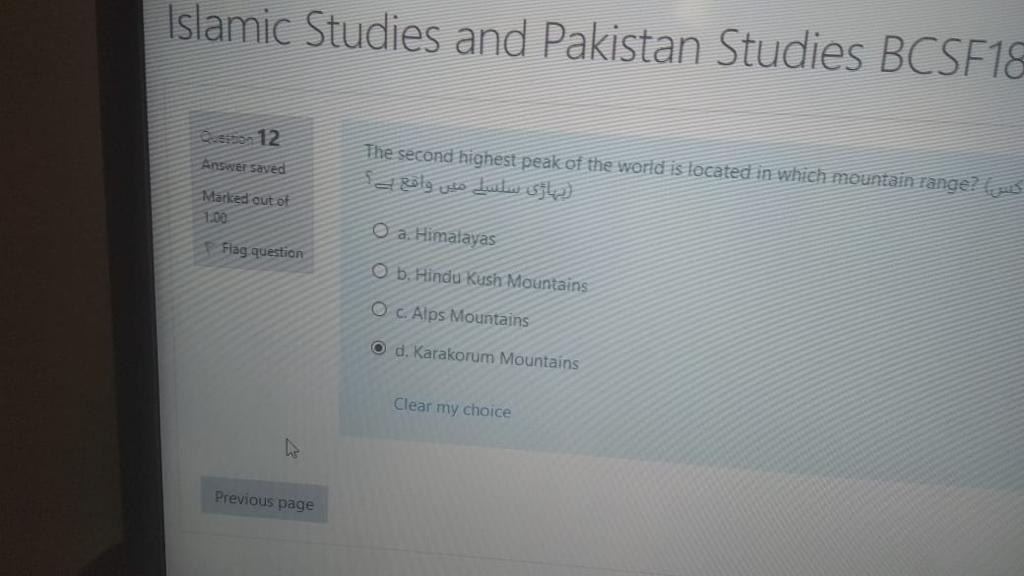 Islamic Studies and Pakistan Studies BCSF18
Question 12
Answer saved
Marked out of
1.00
Flag question
The second highest peak of the world is located in which mountain range? (کس
پہاڑی سلسلے میں واقع ہے؟)
a. Himalayas
b. Hindu Kush Mountains
c. Alps Mountains
d. Karakorum Mountains
Clear my choice
Previous page